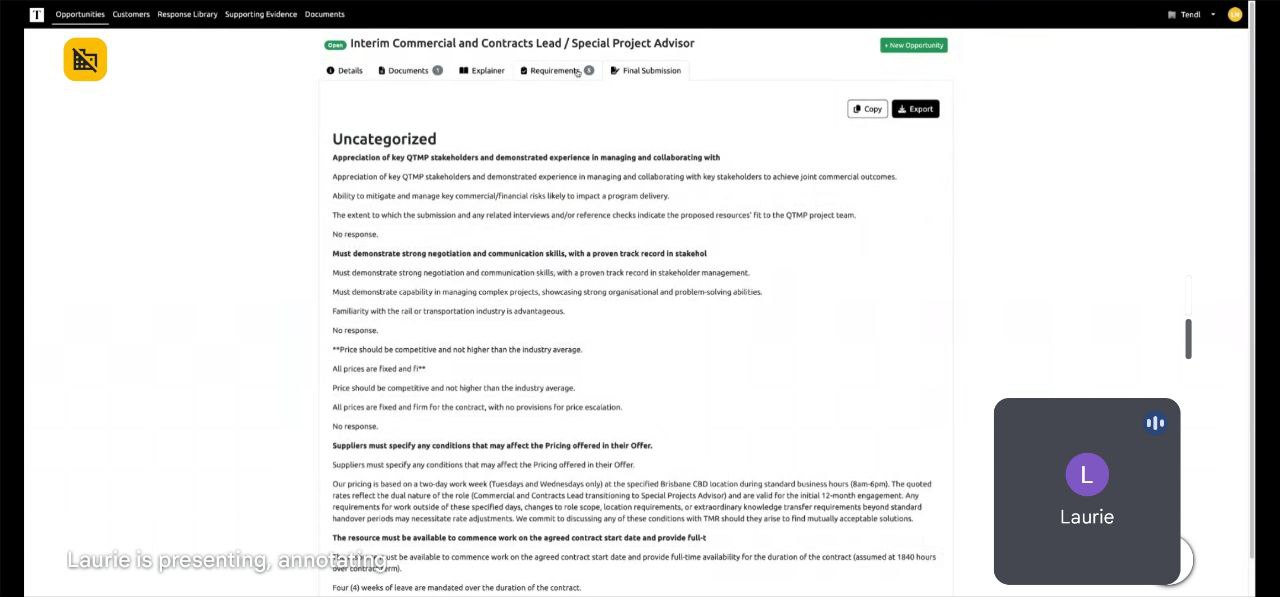 T Opportunities Customers Response Library Supporting Evidence Documents Tendl
Open Interim Commercial and Contracts Lead / Special Project Advisor
+ New Opportunity
Details Documents 1 Explainer Requirements 5 Final Submission
Copy Export
Uncategorized
Appreciation of key QTMP stakeholders and demonstrated experience in managing and collaborating with
Appreciation of key QTMP stakeholders and demonstrated experience in managing and collaborating with key stakeholders to achieve joint commercial outcomes.
Ability to mitigate and manage key commercial/financial risks likely to impact a program delivery.
The extent to which the submission and any related interviews and/or reference checks indicate the proposed resources' fit to the QTMP project team.
No response.
Must demonstrate strong negotiation and communication skills, with a proven track record in stakehol
Must demonstrate strong negotiation and communication skills, with a proven track record in stakeholder management.
Must demonstrate capability in managing complex projects, showcasing strong organisational and problem-solving abilities.
Familiarity with the rail or transportation industry is advantageous.
No response.
**Price should be competitive and not higher than the industry average.
All prices are fixed and fi**
Price should be competitive and not higher than the industry average.
All prices are fixed and firm for the contract, with no provisions for price escalation.
No response.
Suppliers must specify any conditions that may affect the Pricing offered in their Offer.
Suppliers must specify any conditions that may affect the Pricing offered in their Offer.
Our pricing is based on a two-day work week (Tuesdays and Wednesdays only) at the specified Brisbane CBD location during standard business hours (8am-6pm). The quoted
rates reflect the dual nature of the role (Commercial and Contracts Lead transitioning to Special Projects Advisor) and are valid for the initial 12-month engagement. Any
requirements for work outside of these specified days, changes to role scope, location requirements, or extraordinary knowledge transfer requirements beyond standard
handover periods may necessitate rate adjustments. We commit to discussing any of these conditions with TMR should they arise to find mutually acceptable solutions.
The resource must be available to commence work on the agreed contract start date and provide full-t
must be available to commence work on the agreed contract start date and provide full-time availability for the duration of the contract (assumed at 1840 hours
over contract term).
Four (4) weeks of leave are mandated over the duration of the contract.
Laurie is presenting, annotating
L
Laurie